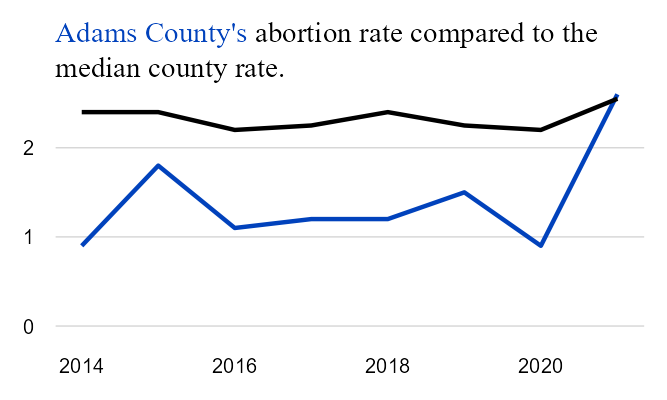 Adams County's abortion rate compared to the
median county rate.
2
1
0
2014 2016 2018 2020